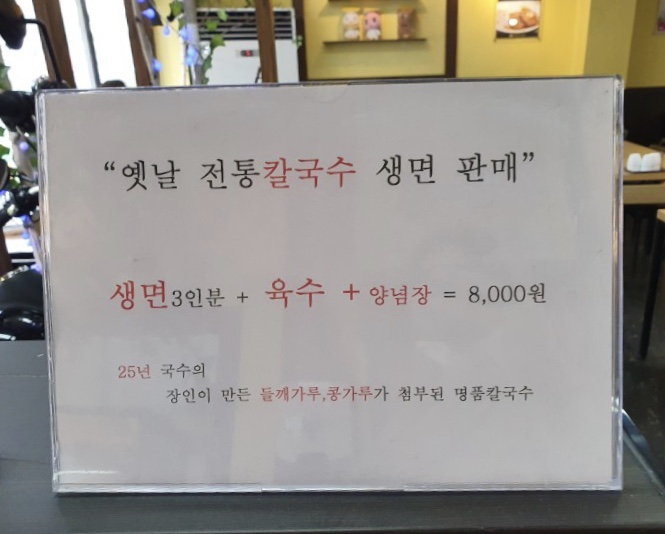 “옛날 전통칼국수 생면 판매”
생면3인분 + 육수 + 양념장 = 8,000원
25년 국수의
장인이 만든 들깨가루,콩가루가 첨부된 명품칼국수